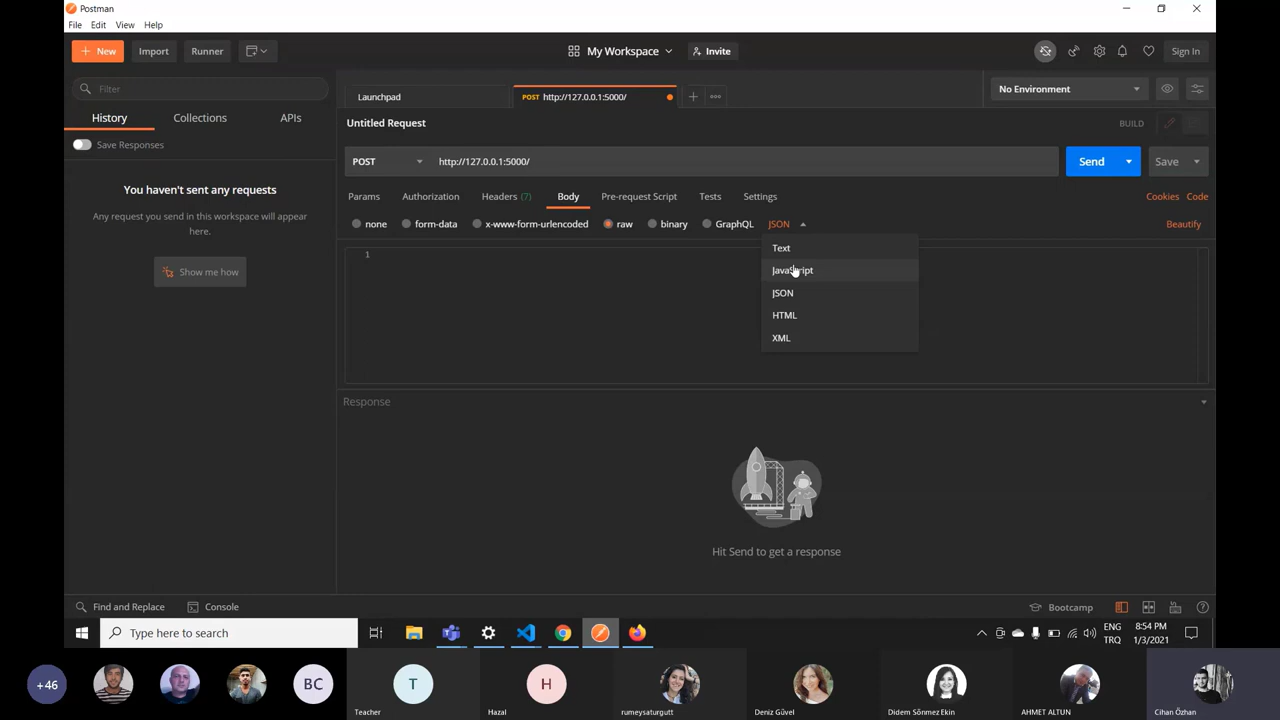 Postman
File Edit View Help
+ New Import Runner My Workspace Invite Sign In
Filter
Launchpad POST http://127.0.0.1:5000/ No Environment
History Collections APIs
Untitled Request BUILD
Save Responses
POST http://127.0.0.1:5000/ Send Save
You haven't sent any requests
Any request you send in this workspace will appear
here.
Show me how
Params Authorization Headers (7) Body Pre-request Script Tests Settings Cookies Code
none form-data x-www-form-urlencoded raw binary GraphQL JSON Beautify
1
Text
JavaScript
JSON
HTML
XML
Response
Hit Send to get a response
Find and Replace Console Bootcamp
Type here to search
ENG
TRQ
8:54 PM
1/3/2021
+46 BC T H
Teacher Hazal rumeysaturgutt Deniz Güvel Didem Sönmez Ekin AHMET ALTUN Cihan Özhan